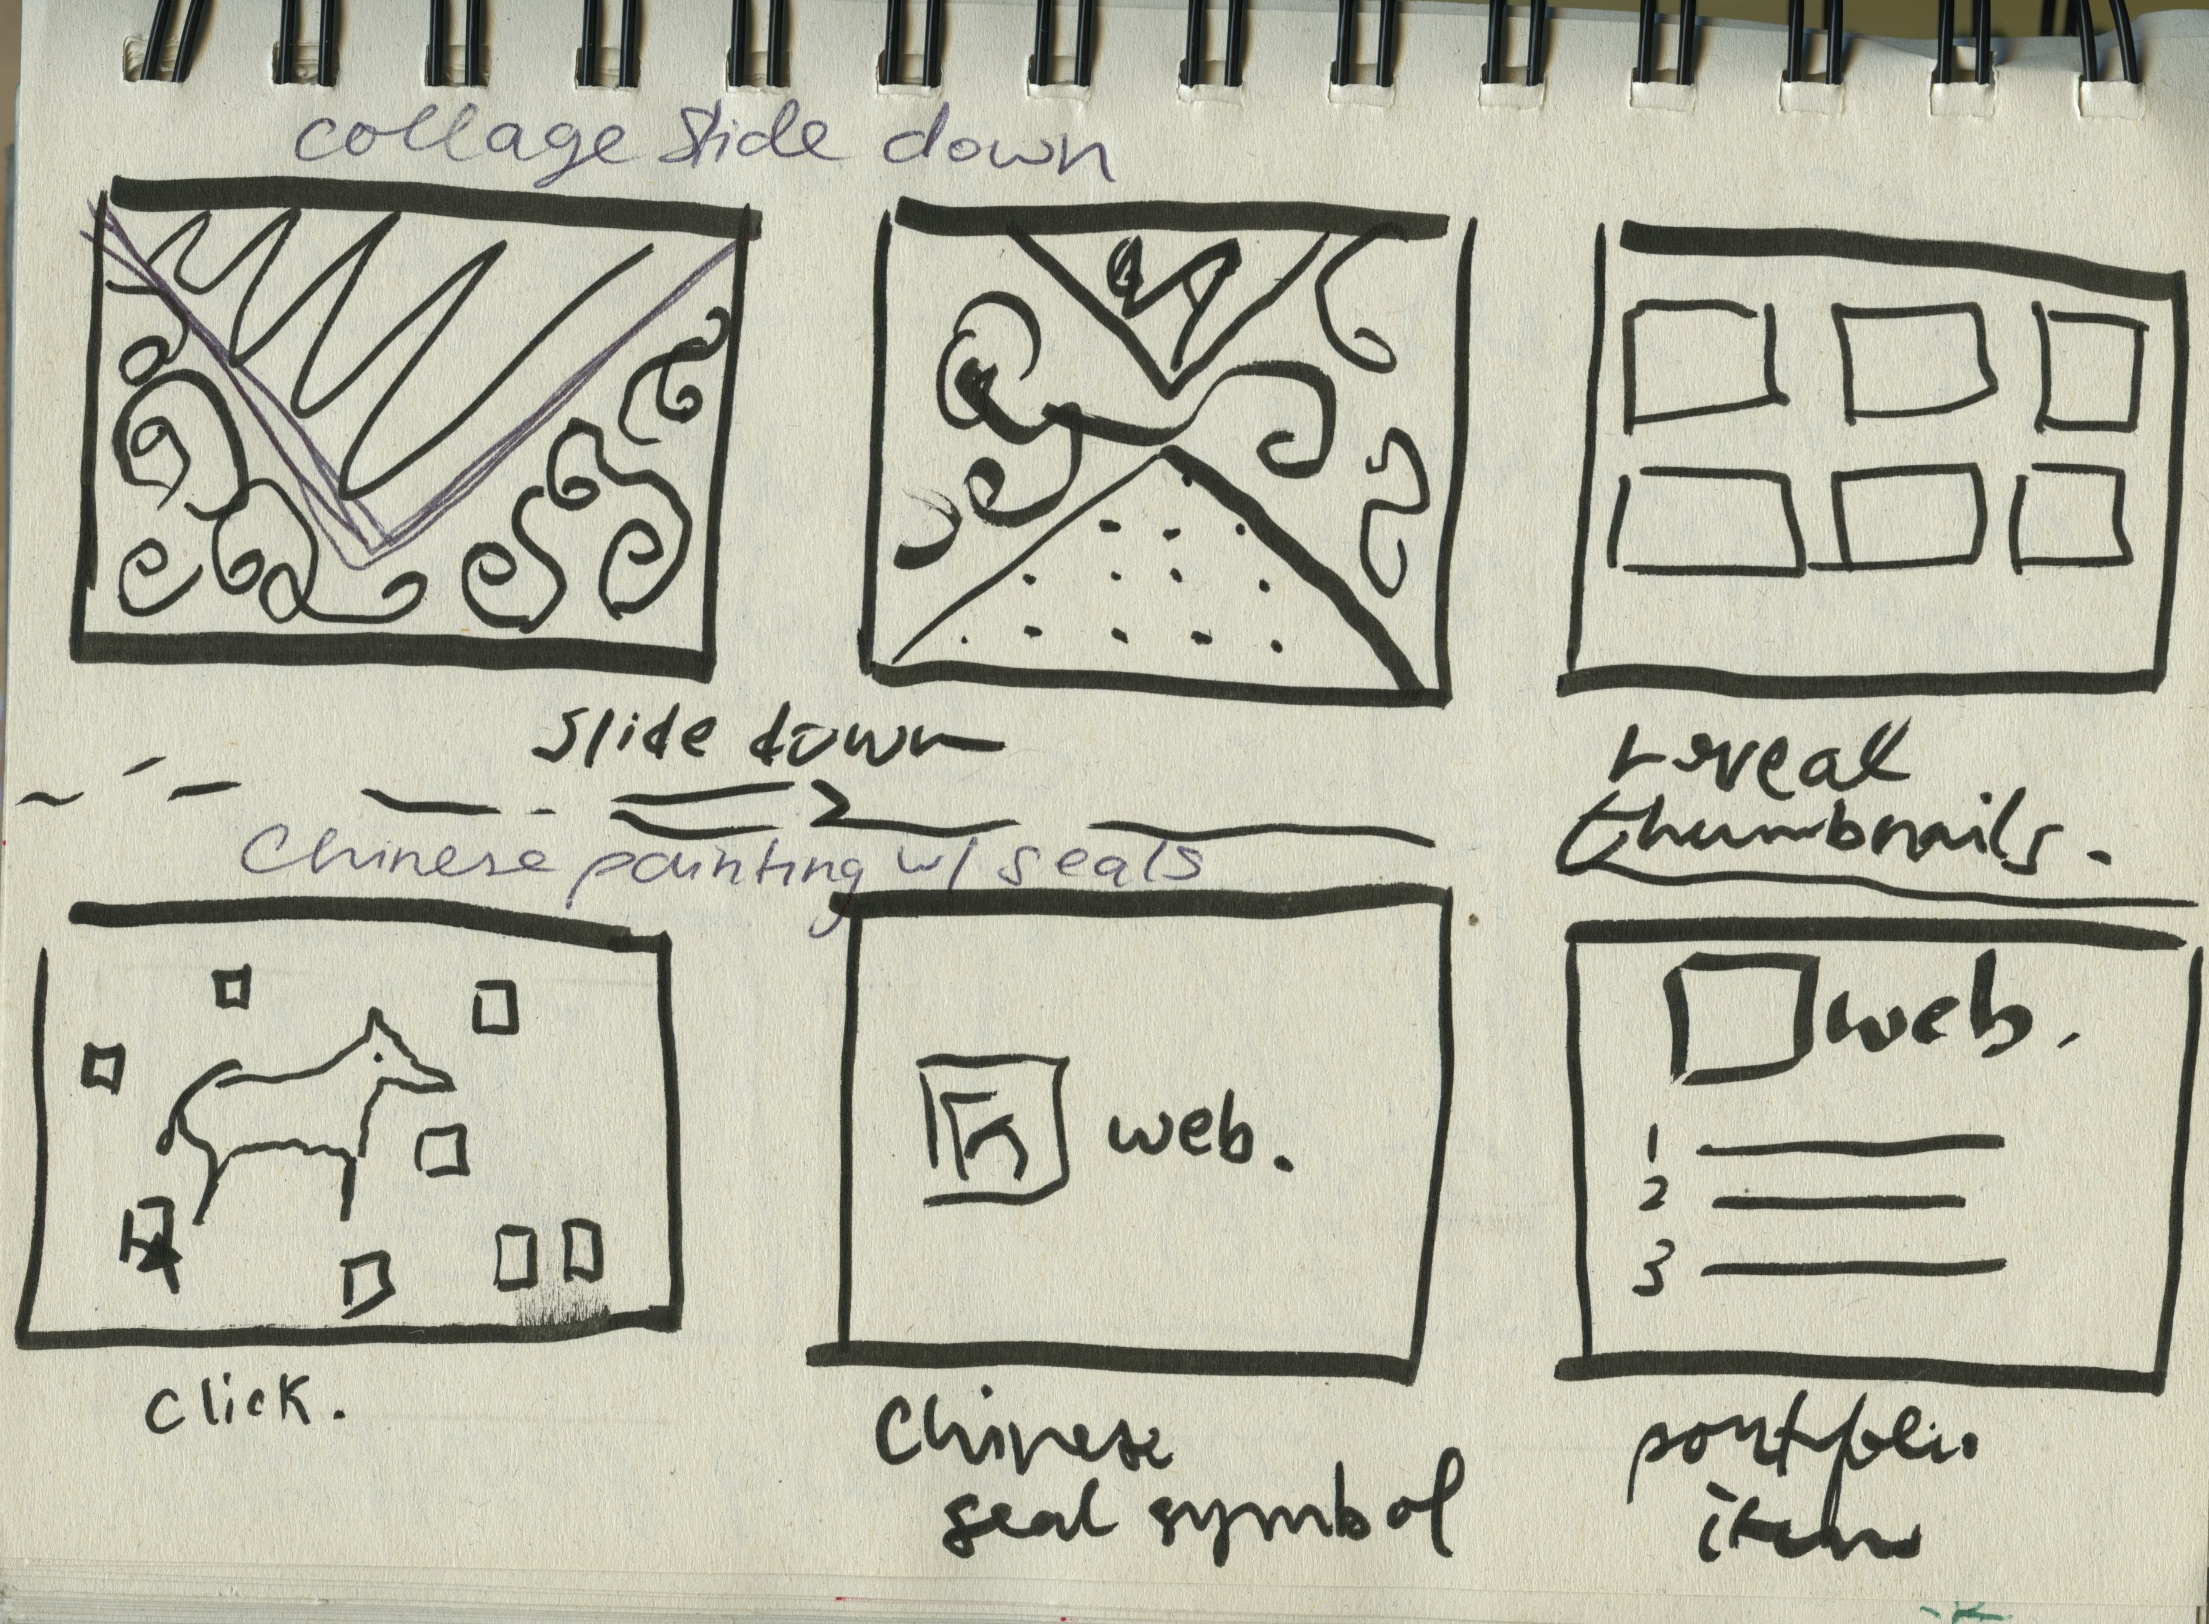 collage slide down
slide down
reveal
thumbnails.
Chinese painting w/ seals
web.
web.
1
2
3
click.
Chinese
seal symbol
portfolio
item